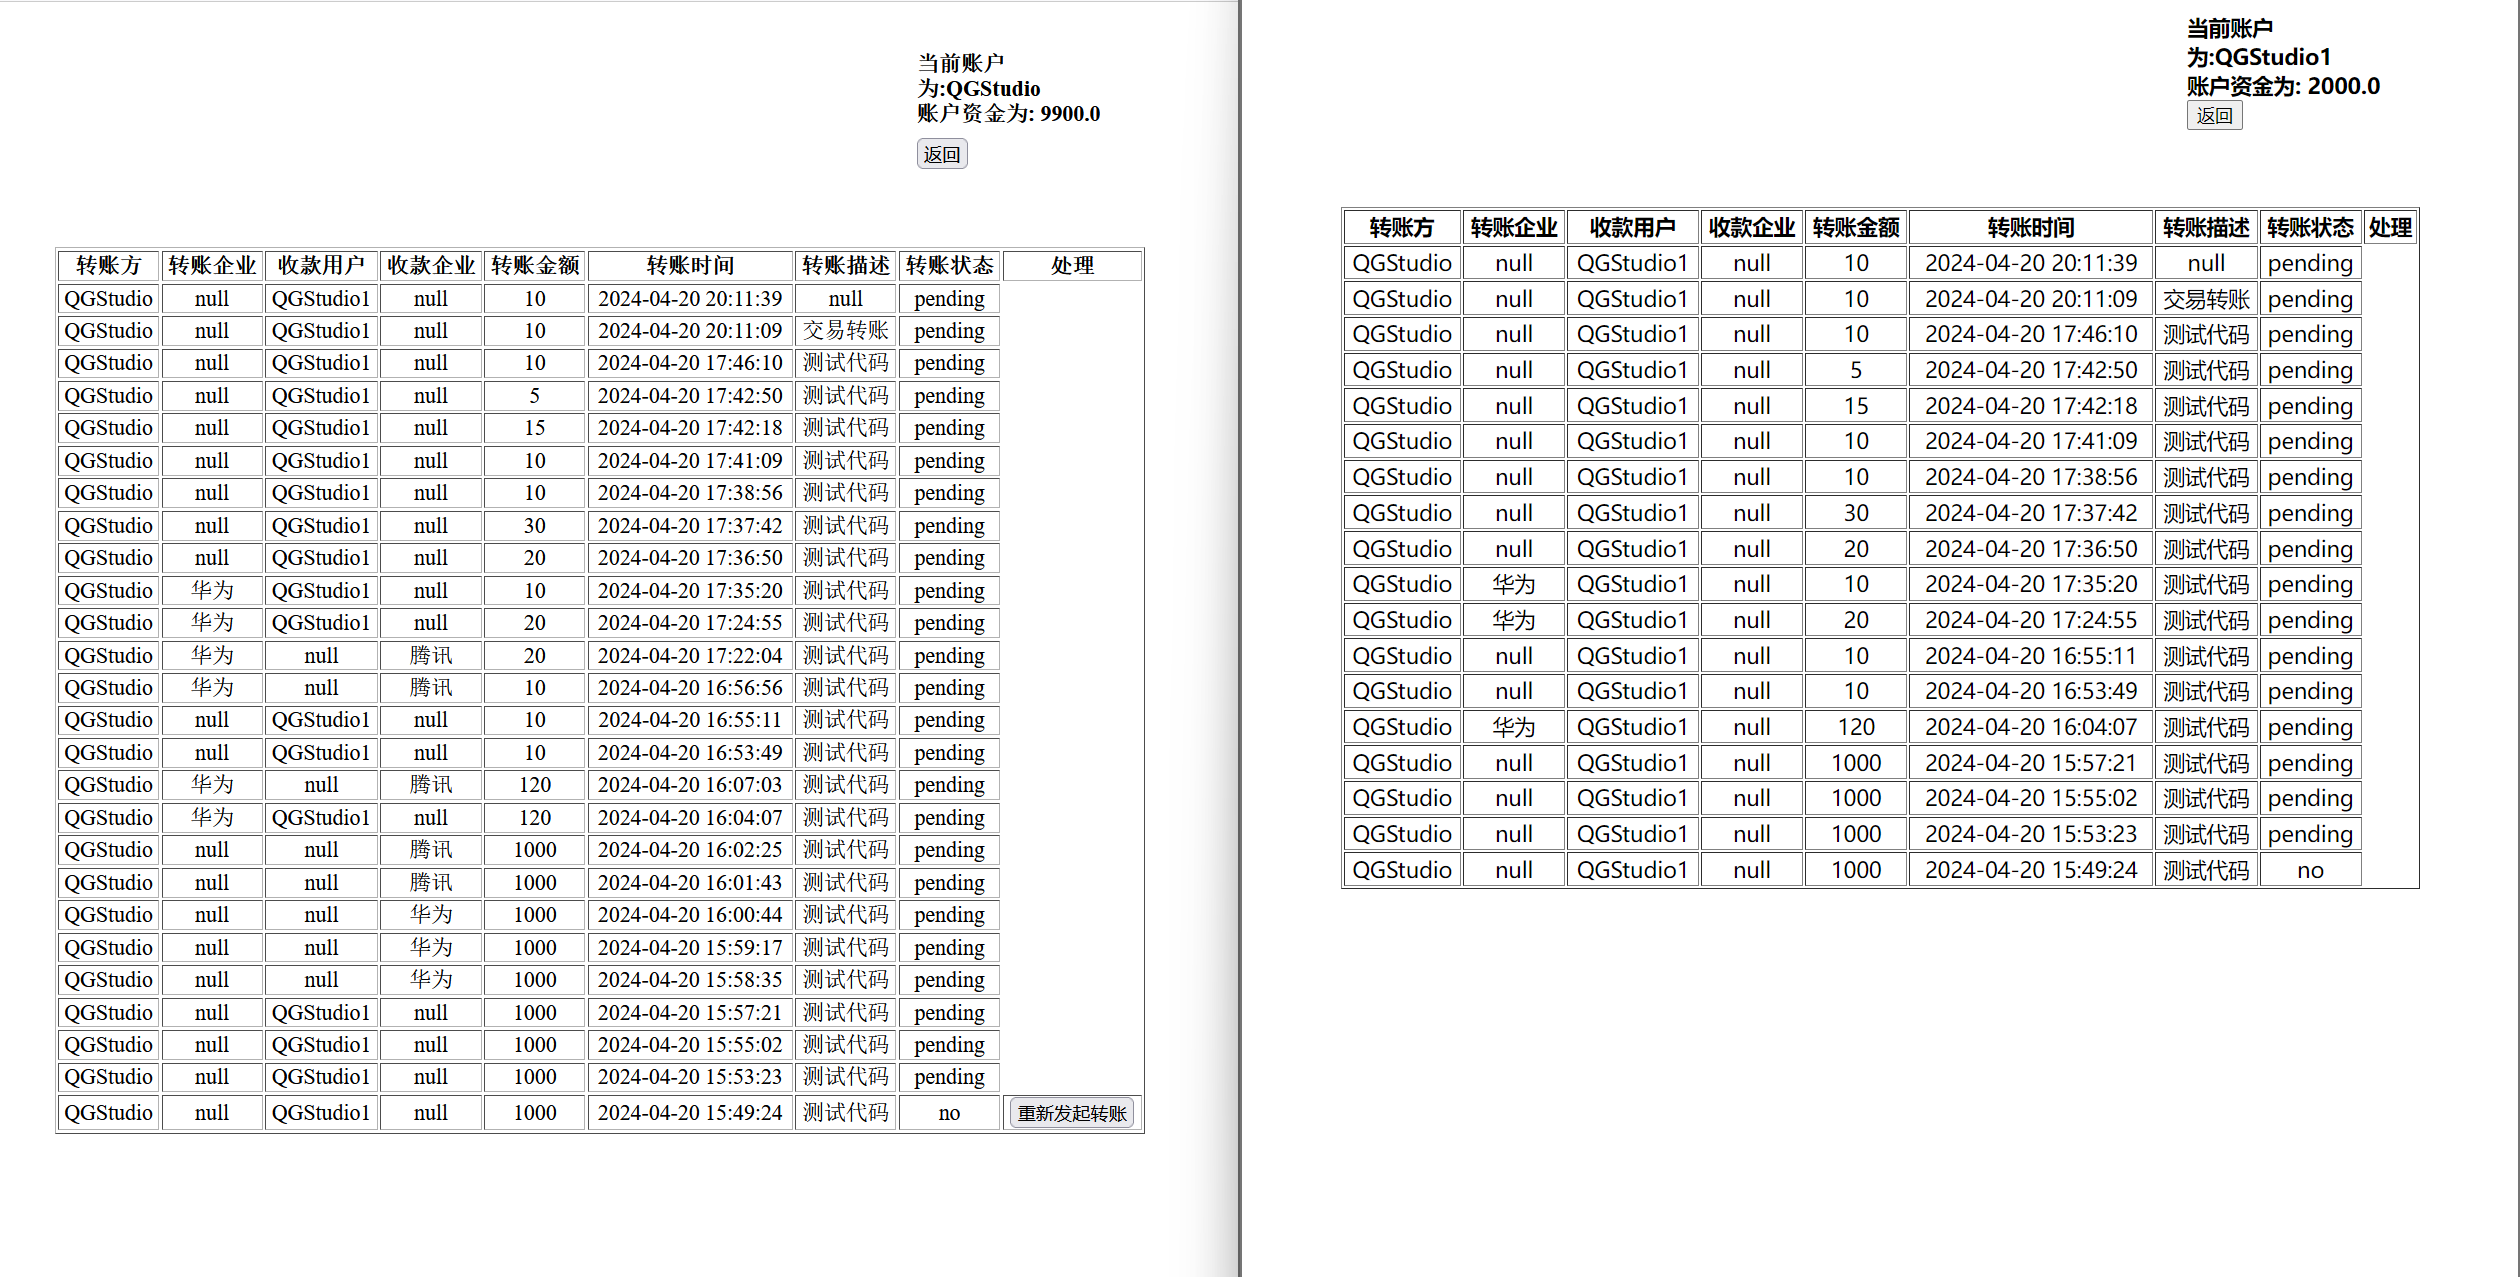 当前账户
为:QGStudio
账户资金为: 9900.0
返回
转账方 转账企业 收款用户 收款企业 转账金额 转账时间 转账描述 转账状态 处理
QGStudio null QGStudio1 null 10 2024-04-20 20:11:39 null pending
QGStudio null QGStudio1 null 10 2024-04-20 20:11:09 交易转账 pending
QGStudio null QGStudio1 null 10 2024-04-20 17:46:10 测试代码 pending
QGStudio null QGStudio1 null 5 2024-04-20 17:42:50 测试代码 pending
QGStudio null QGStudio1 null 15 2024-04-20 17:42:18 测试代码 pending
QGStudio null QGStudio1 null 10 2024-04-20 17:41:09 测试代码 pending
QGStudio null QGStudio1 null 10 2024-04-20 17:38:56 测试代码 pending
QGStudio null QGStudio1 null 30 2024-04-20 17:37:42 测试代码 pending
QGStudio null QGStudio1 null 20 2024-04-20 17:36:50 测试代码 pending
QGStudio 华为 QGStudio1 null 10 2024-04-20 17:35:20 测试代码 pending
QGStudio 华为 QGStudio1 null 20 2024-04-20 17:24:55 测试代码 pending
QGStudio 华为 null 腾讯 20 2024-04-20 17:22:04 测试代码 pending
QGStudio 华为 null 腾讯 10 2024-04-20 16:56:56 测试代码 pending
QGStudio null QGStudio1 null 10 2024-04-20 16:55:11 测试代码 pending
QGStudio null QGStudio1 null 10 2024-04-20 16:53:49 测试代码 pending
QGStudio 华为 null 腾讯 120 2024-04-20 16:07:03 测试代码 pending
QGStudio 华为 QGStudio1 null 120 2024-04-20 16:04:07 测试代码 pending
QGStudio null null 腾讯 1000 2024-04-20 16:02:25 测试代码 pending
QGStudio null null 腾讯 1000 2024-04-20 16:01:43 测试代码 pending
QGStudio null null 华为 1000 2024-04-20 16:00:44 测试代码 pending
QGStudio null null 华为 1000 2024-04-20 15:59:17 测试代码 pending
QGStudio null null 华为 1000 2024-04-20 15:58:35 测试代码 pending
QGStudio null QGStudio1 null 1000 2024-04-20 15:57:21 测试代码 pending
QGStudio null QGStudio1 null 1000 2024-04-20 15:55:02 测试代码 pending
QGStudio null QGStudio1 null 1000 2024-04-20 15:53:23 测试代码 pending
QGStudio null QGStudio1 null 1000 2024-04-20 15:49:24 测试代码 no 重新发起转账
当前账户
为:QGStudio1
账户资金为: 2000.0
返回
转账方 转账企业 收款用户 收款企业 转账金额 转账时间 转账描述 转账状态 处理
QGStudio null QGStudio1 null 10 2024-04-20 20:11:39 null pending
QGStudio null QGStudio1 null 10 2024-04-20 20:11:09 交易转账 pending
QGStudio null QGStudio1 null 10 2024-04-20 17:46:10 测试代码 pending
QGStudio null QGStudio1 null 5 2024-04-20 17:42:50 测试代码 pending
QGStudio null QGStudio1 null 15 2024-04-20 17:42:18 测试代码 pending
QGStudio null QGStudio1 null 10 2024-04-20 17:41:09 测试代码 pending
QGStudio null QGStudio1 null 10 2024-04-20 17:38:56 测试代码 pending
QGStudio null QGStudio1 null 30 2024-04-20 17:37:42 测试代码 pending
QGStudio null QGStudio1 null 20 2024-04-20 17:36:50 测试代码 pending
QGStudio 华为 QGStudio1 null 10 2024-04-20 17:35:20 测试代码 pending
QGStudio 华为 QGStudio1 null 20 2024-04-20 17:24:55 测试代码 pending
QGStudio null QGStudio1 null 10 2024-04-20 16:55:11 测试代码 pending
QGStudio null QGStudio1 null 10 2024-04-20 16:53:49 测试代码 pending
QGStudio 华为 QGStudio1 null 120 2024-04-20 16:04:07 测试代码 pending
QGStudio null QGStudio1 null 1000 2024-04-20 15:57:21 测试代码 pending
QGStudio null QGStudio1 null 1000 2024-04-20 15:55:02 测试代码 pending
QGStudio null QGStudio1 null 1000 2024-04-20 15:53:23 测试代码 pending
QGStudio null QGStudio1 null 1000 2024-04-20 15:49:24 测试代码 no